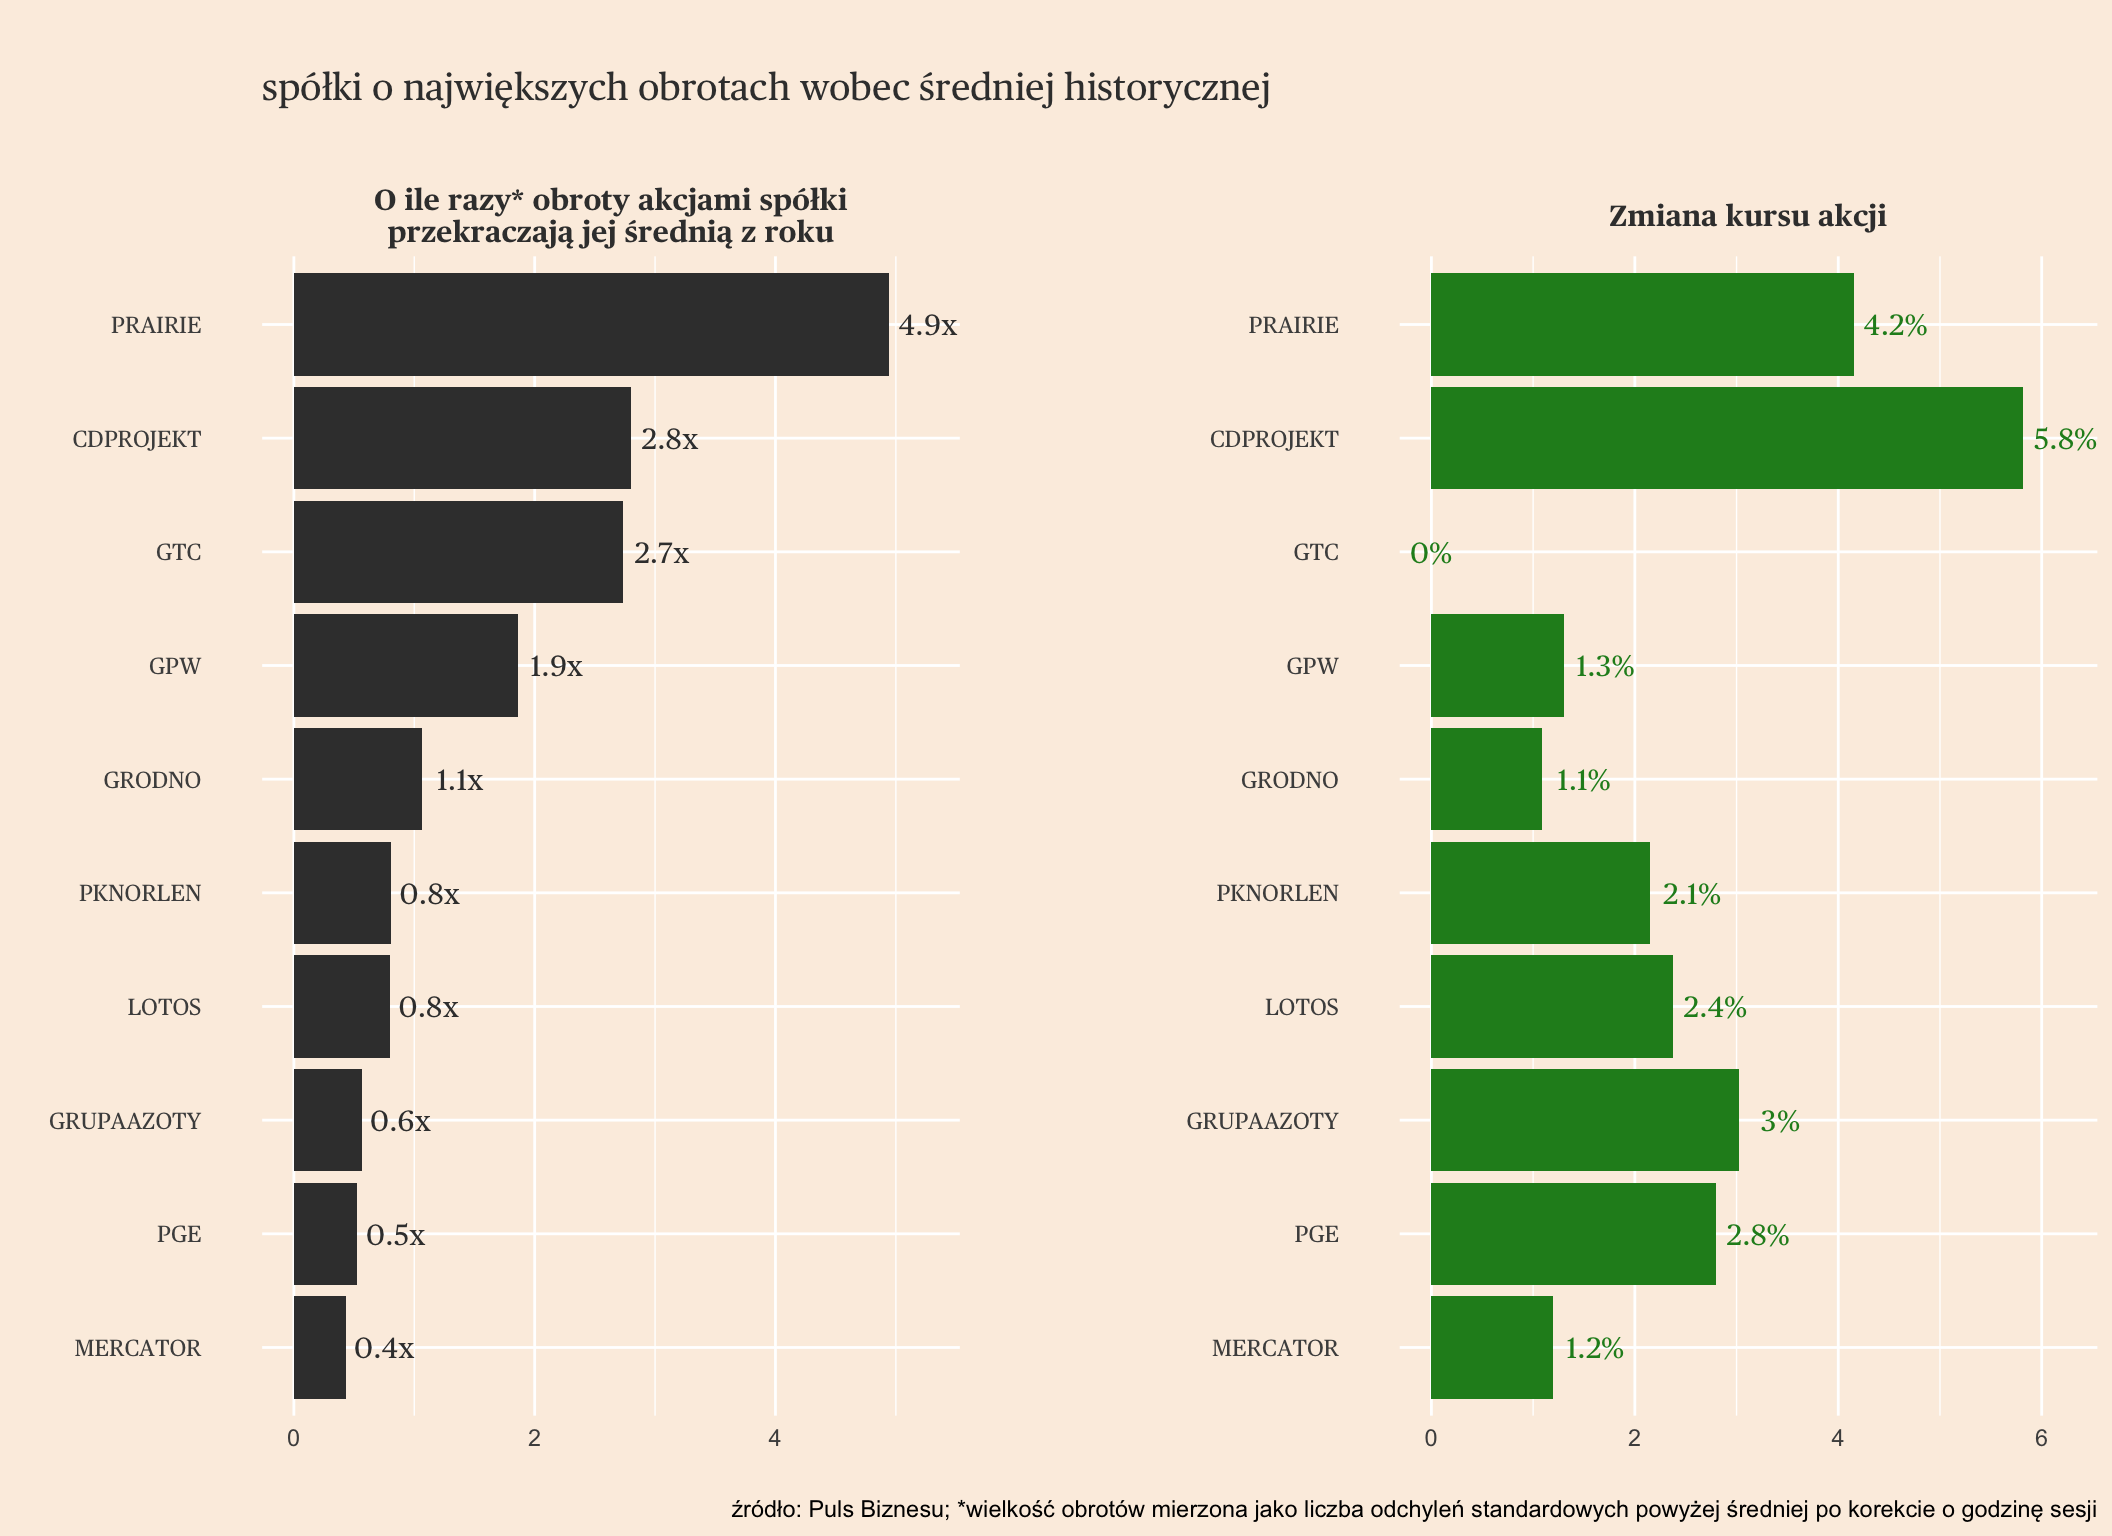 spółki o największych obrotach wobec średniej historycznej
O ile razy* obroty akcjami spółki
przekraczają jej średnią z roku
PRAIRIE
4.9x
CDPROJEKT
2.8x
GTC
2.7x
GPW
1.9x
GRODNO
1.1x
PKNORLEN
0.8x
LOTOS
0.8x
GRUPAAZOTY
0.6x
PGE
0.5x
MERCATOR
0.4x
0 2 4
Zmiana kursu akcji
PRAIRIE
4.2%
CDPROJEKT
5.8%
GTC
0%
GPW
1.3%
GRODNO
1.1%
PKNORLEN
2.1%
LOTOS
2.4%
GRUPAAZOTY
3%
PGE
2.8%
MERCATOR
1.2%
0 2 4 6
źródło: Puls Biznesu; *wielkość obrotów mierzona jako liczba odchyleń standardowych powyżej średniej po korekcie o godzinę sesji